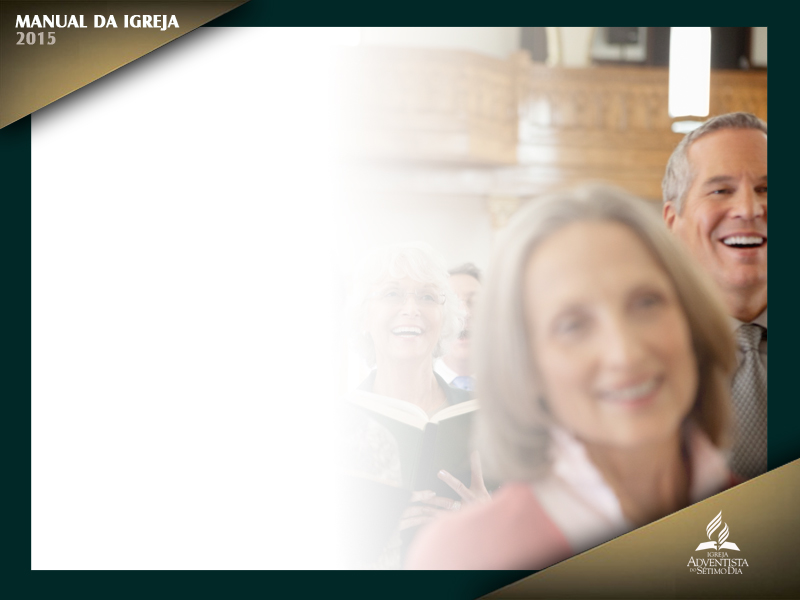 MANUAL DA IGREJA
2015
IGREJA
ADVENTISTA
DO SÉTIMO DIA